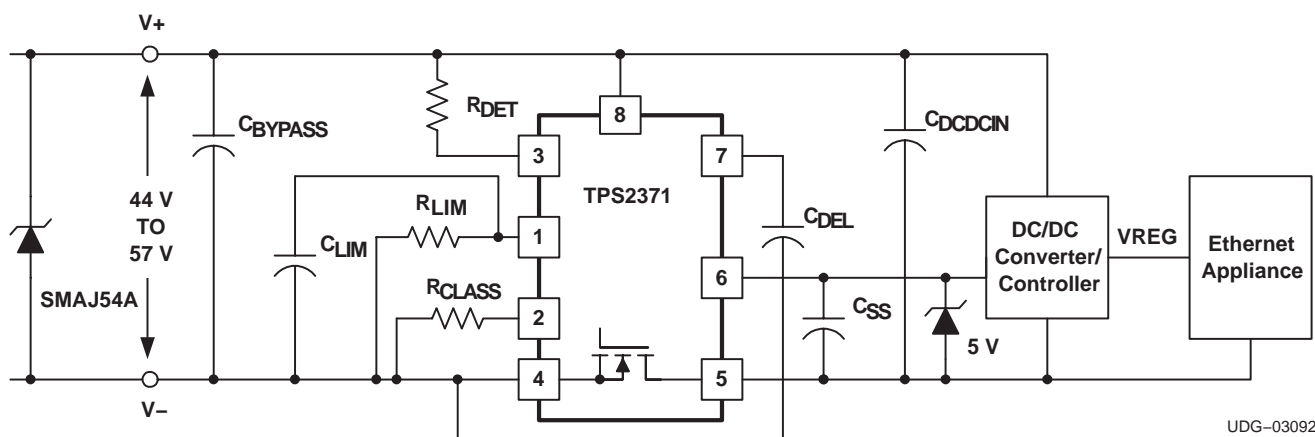 V+
CBYPASS
RDET
8
CDCDCIN
3
7
44 V
TO
57 V
TPS2371
RLIM
CLIM
1
CDEL
DC/DC
Converter/
Controller
VREG
Ethernet
Appliance
SMAJ54A
RCLASS
6
2
CSS
5 V
4
5
V–
UDG–03092